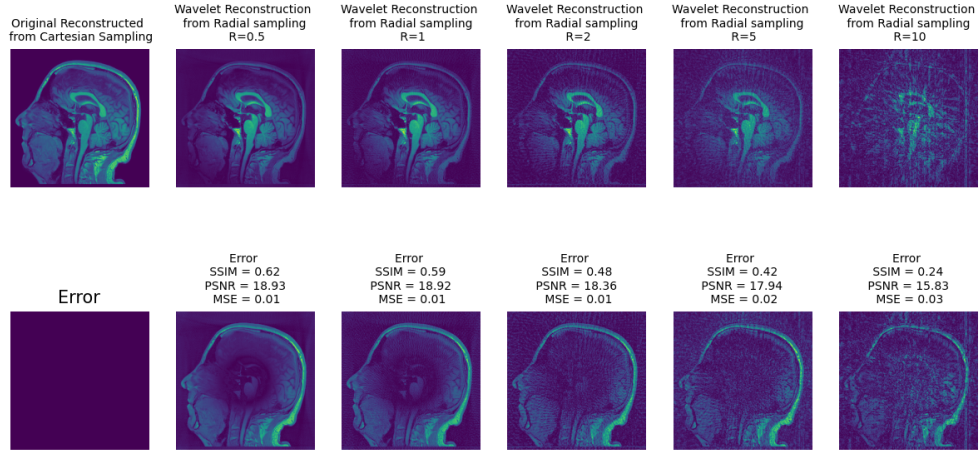 Original Reconstructed
from Cartesian Sampling
Wavelet Reconstruction
from Radial sampling
R=0.5
Wavelet Reconstruction
from Radial sampling
R=1
Wavelet Reconstruction
from Radial sampling
R=2
Wavelet Reconstruction
from Radial sampling
R=5
Wavelet Reconstruction
from Radial sampling
R=10
Error
Error
SSIM = 0.62
PSNR = 18.93
MSE = 0.01
Error
SSIM = 0.59
PSNR = 18.92
MSE = 0.01
Error
SSIM = 0.48
PSNR = 18.36
MSE = 0.01
Error
SSIM = 0.42
PSNR = 17.94
MSE = 0.02
Error
SSIM = 0.24
PSNR = 15.83
MSE = 0.03